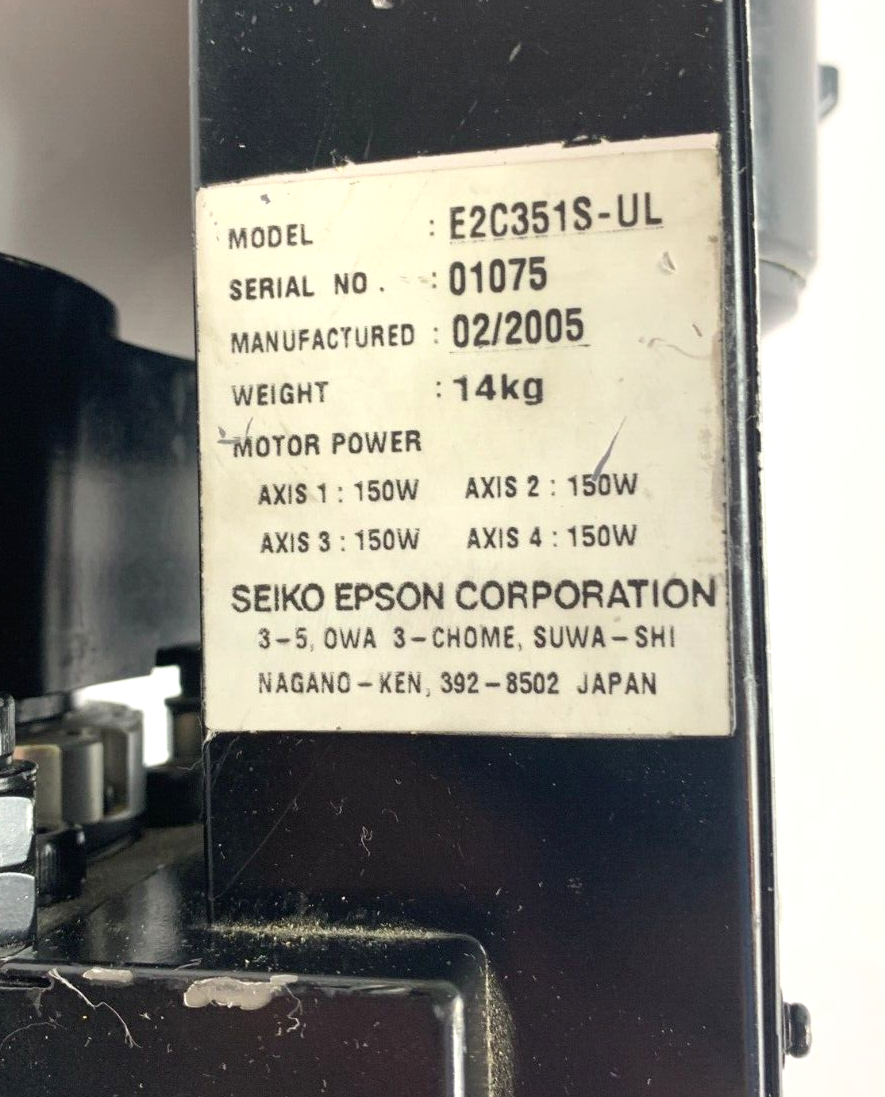 MODEL : E2C351S-UL
SERIAL NO. : 01075
MANUFACTURED : 02/2005
WEIGHT : 14kg
MOTOR POWER
AXIS 1 : 150W AXIS 2 : 150W
AXIS 3 : 150W AXIS 4 : 150W
SEIKO EPSON CORPORATION
3-5, OWA 3-CHOME, SUWA-SHI
NAGANO-KEN, 392-8502 JAPAN